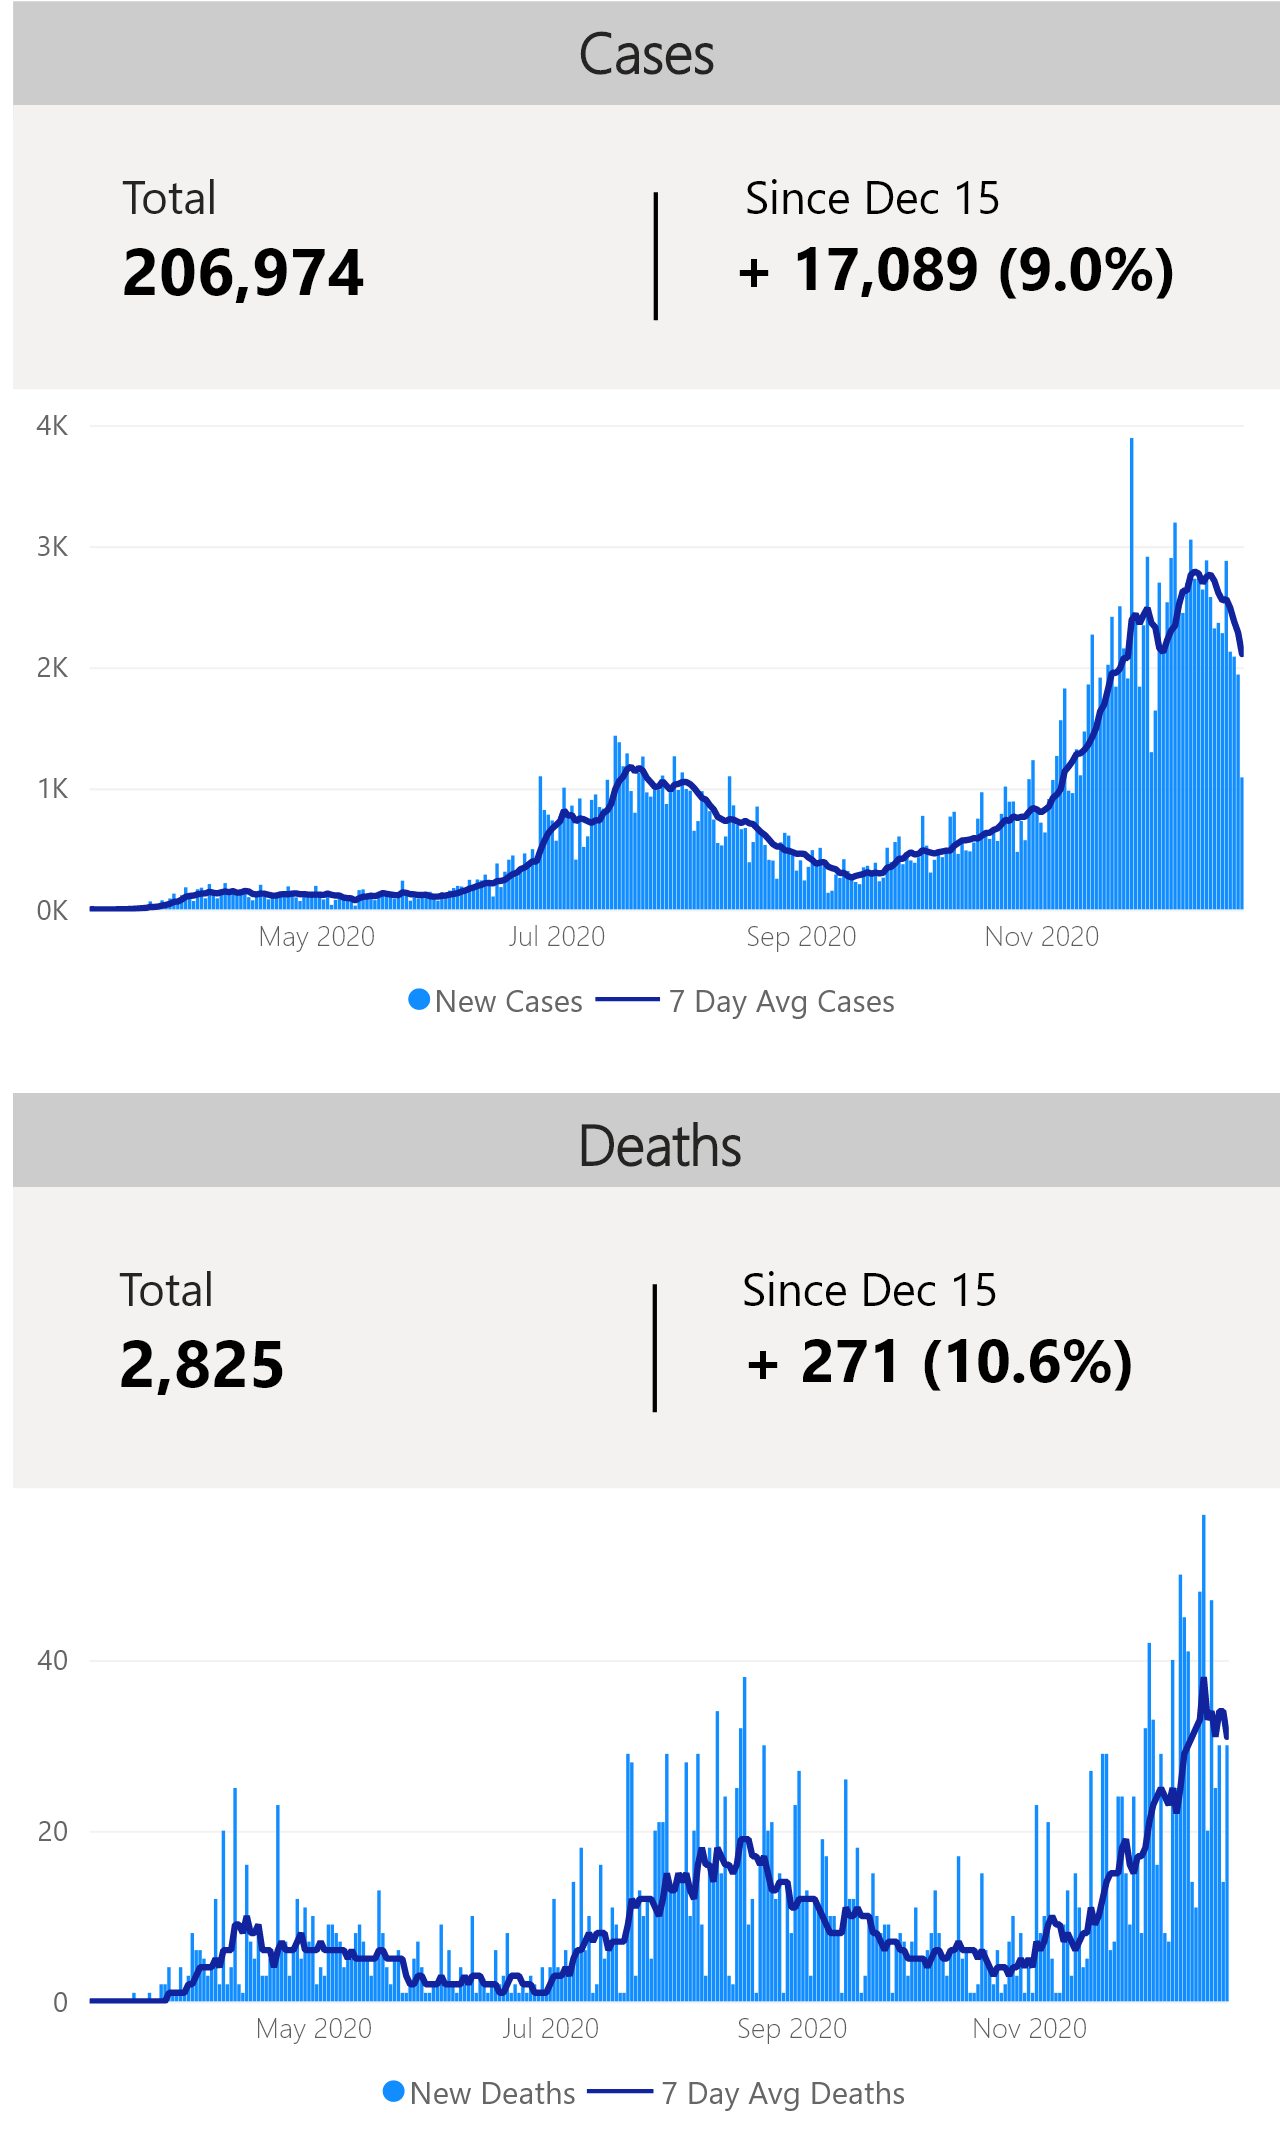 Cases
Total
Since Dec 15
206,974
+ 17,089 (9.0%)
4K
3K
2K
1K
0K
May 2020
Jul 2020
Sep 2020
Nov 2020
New Cases
7 Day Avg Cases
Deaths
Total
Since Dec 15
2,825
+ 271 (10.6%)
40
20
0
May 2020
Jul 2020
Sep 2020
Nov 2020
New Deaths
7 Day Avg Deaths